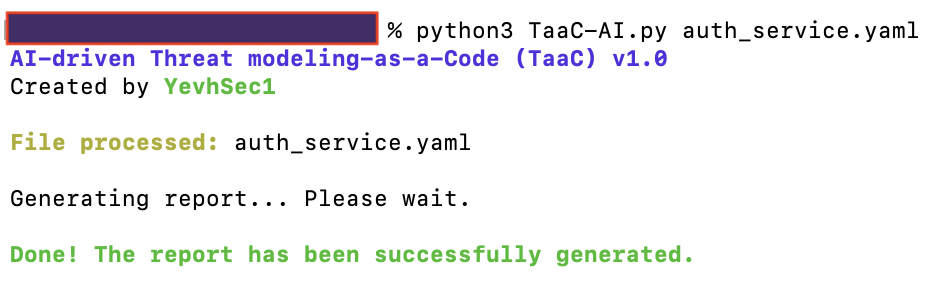 % python3 TaaC-AI.py auth_service.yaml
AI-driven Threat modeling-as-a-Code (TaaC) v1.0
Created by YevhSec1
File processed: auth_service.yaml
Generating report... Please wait.
Done! The report has been successfully generated.